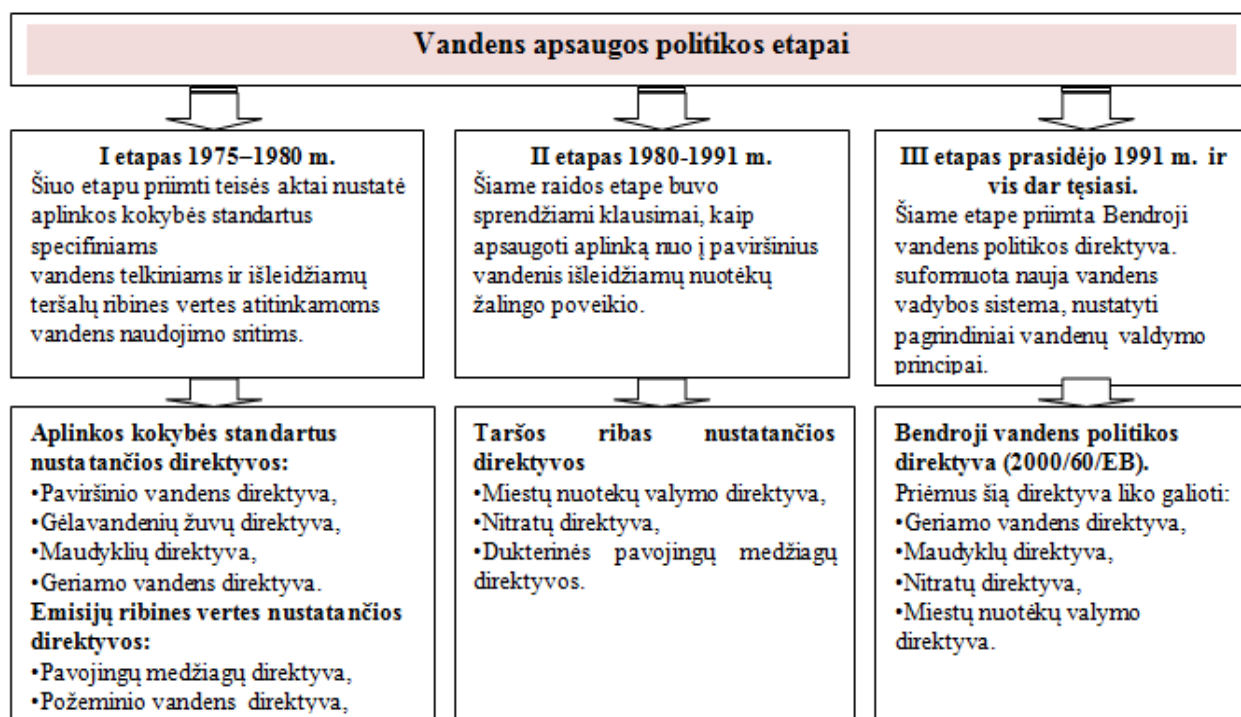 Vandens apsaugos politikos etapai
I etapas 1975–1980 m.
Šiuo etapu priimti teisės aktai nustatė
aplinkos kokybės standartus
specifiniams
vandens telkiniams ir išleidžiamų
teršalų ribines vertes atitinkamoms
vandens naudojimo sritims.
II etapas 1980-1991 m.
Šiame raidos etape buvo
sprendžiami klausimai, kaip
apsaugoti aplinką nuo į paviršinius
vandenis išleidžiamų nuotėkų
žalingo poveikio.
III etapas prasidėjo 1991 m. ir
vis dar tęsiasi.
Šiame etape priimta Bendroji
vandens politikos direktyva.
suformuota nauja vandens
vadybos sistema, nustatyti
pagrindiniai vandenų valdymo
principai.
Aplinkos kokybės standartus
nustatančios direktyvos:
•Paviršinio vandens direktyva,
•Gėlavandenių žuvų direktyva,
•Maudyklių direktyva,
•Geriamo vandens direktyva.
Emisijų ribines vertes nustatančios
direktyvos:
•Pavojingų medžiagų direktyva,
•Požeminio vandens direktyva,
Taršos ribas nustatančios
direktyvos
•Miestų nuotekų valymo direktyva,
•Nitratų direktyva,
•Dukterinės pavojingų medžiagų
direktyvos.
Bendroji vandens politikos
direktyva (2000/60/EB).
Priėmus šią direktyva liko galioti:
•Geriamo vandens direktyva,
•Maudyklų direktyva,
•Nitratų direktyva,
•Miestų nuotėkų valymo
direktyva.